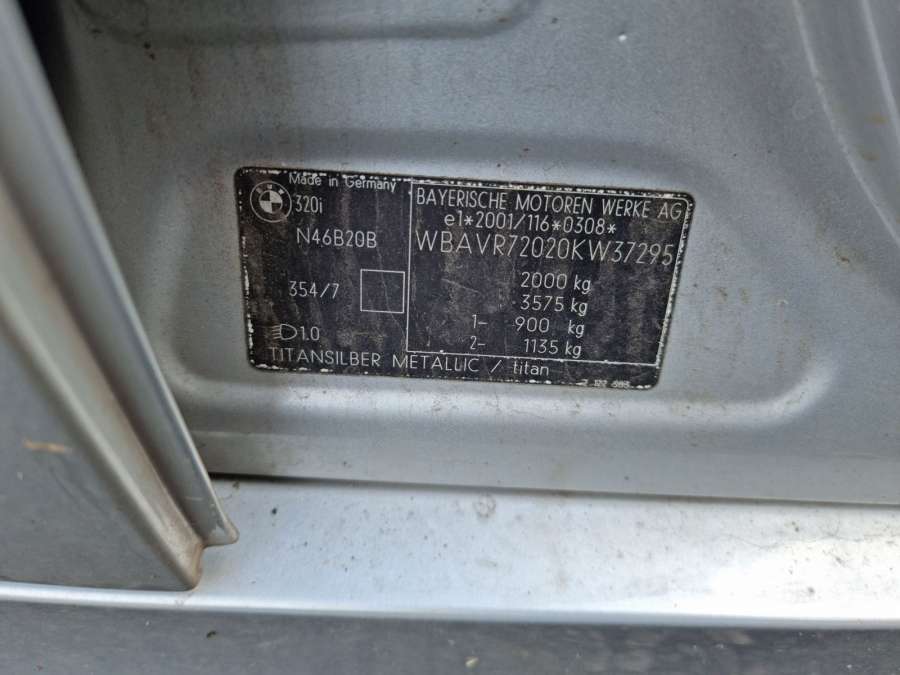 Made in Germany
BMW
320i
N46B20B
354/7
1.0
BAYERISCHE MOTOREN WERKE AG
e1*2001/116*0308*
WBAVR72020KW37295
2000 kg
3575 kg
1- 900 kg
2- 1135 kg
TITANSILBER METALLIC / titan